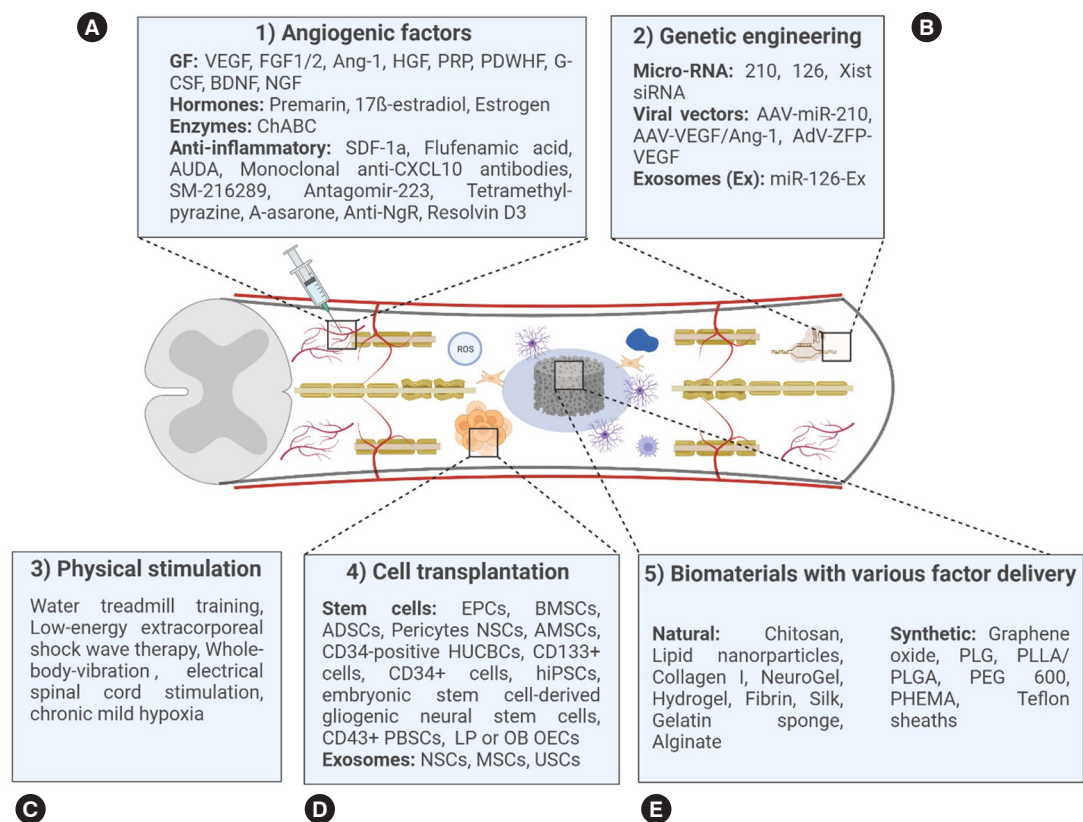 A
1) Angiogenic factors
GF: VEGF, FGF1/2, Ang-1, HGF, PRP, PDWHF, G-
CSF, BDNF, NGF
Hormones: Premarin, 17ß-estradiol, Estrogen
Enzymes: ChABC
Anti-inflammatory: SDF-1a, Flufenamic acid,
AUDA, Monoclonal anti-CXCL10 antibodies,
SM-216289, Antagomir-223, Tetramethyl-
pyrazine, A-asarone, Anti-NgR, Resolvin D3
B
2) Genetic engineering
Micro-RNA: 210, 126, Xist
siRNA
Viral vectors: AAV-miR-210,
AAV-VEGF/Ang-1, AdV-ZFP-
VEGF
Exosomes (Ex): miR-126-Ex
ROS
3) Physical stimulation
Water treadmill training,
Low-energy extracorporeal
shock wave therapy, Whole-
body-vibration , electrical
spinal cord stimulation,
chronic mild hypoxia
C
4) Cell transplantation
Stem cells: EPCs, BMSCs,
ADSCs, Pericytes NSCs, AMSCs,
CD34-positive HUCBCs, CD133+
cells, CD34+ cells, hiPSCs,
embryonic stem cell-derived
gliogenic neural stem cells,
CD43+ PBSCs, LP or OB OECs
Exosomes: NSCs, MSCs, USCs
D
5) Biomaterials with various factor delivery
Natural: Chitosan,
Lipid nanorparticles,
Collagen I, NeuroGel,
Hydrogel, Fibrin, Silk,
Gelatin sponge,
Alginate
Synthetic: Graphene
oxide, PLG, PLLA/
PLGA, PEG 600,
PHEMA, Teflon
sheaths
E